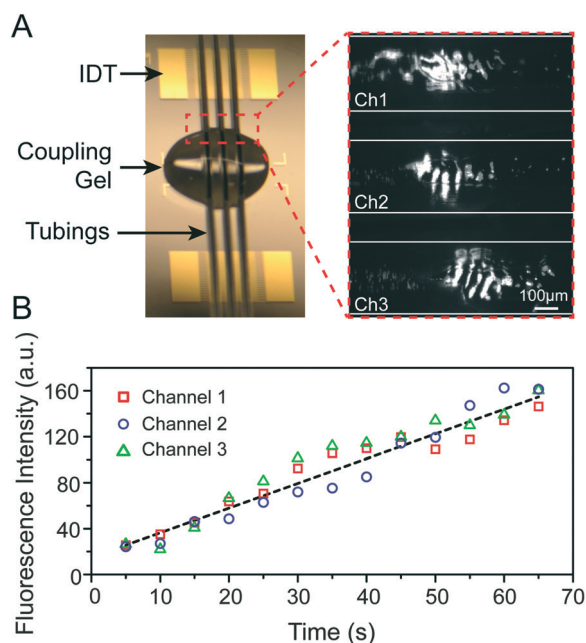 A
IDT
Coupling
Gel
Tubings
Ch1
Ch2
Ch3
100μm
B
Fluorescence Intensity (a.u.)
160
120
80
40
0
Channel 1
Channel 2
Channel 3
0 10 20 30 40 50 60 70
Time (s)